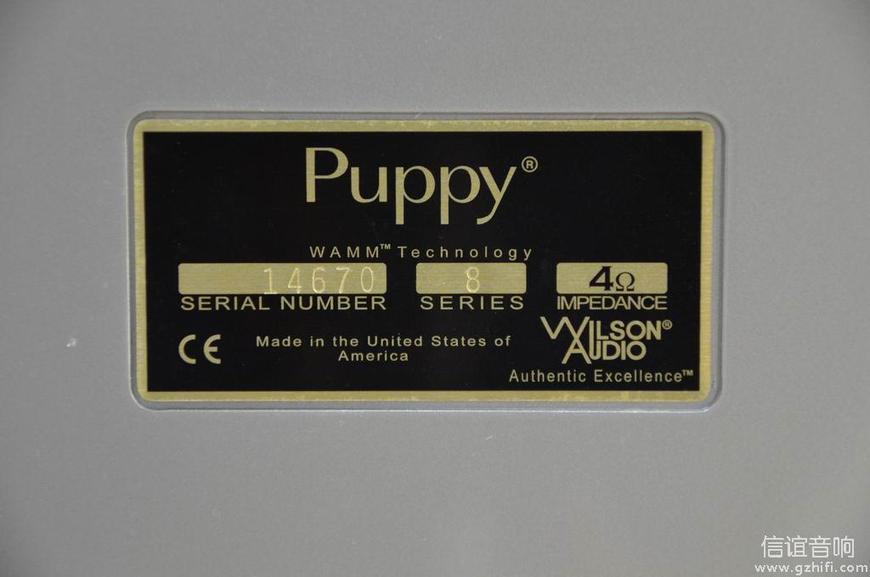 Puppy®
WAMM™ Technology
14670 8 4Ω
SERIAL NUMBER SERIES IMPEDANCE
CE Made in the United States of
America
WILSON®
AUDIO
Authentic Excellence™
信谊音响
www.gzhifi.com